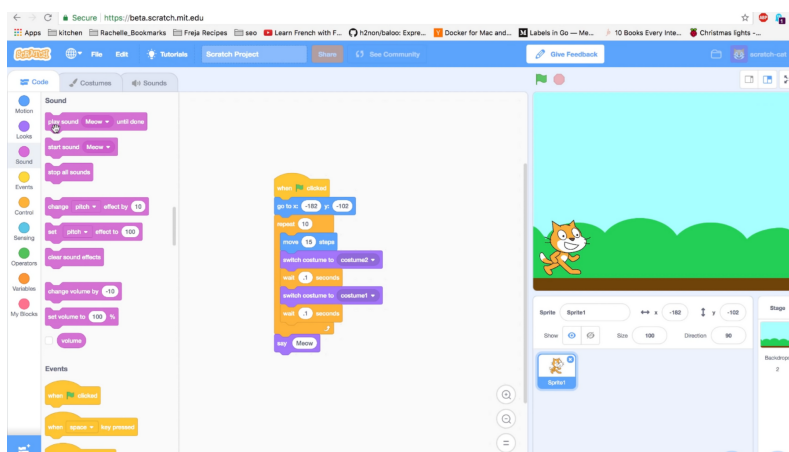 Secure https://beta.scratch.mit.edu
Apps kitchen Rachelle_Bookmarks Freja Recipes seo Learn French with F... h2non/baloo: Expre... Docker for Mac and... Labels in Go — Me... 10 Books Every Inte... Christmas lights -...
SCRATCH File Edit Tutorials Scratch Project Share See Community Give Feedback scratch-cat
Code Costumes Sounds
Motion
Looks
Sound
Events
Control
Sensing
Operators
Variables
My Blocks
Sound
play sound Meow until done
start sound Meow
stop all sounds
change pitch effect by 10
set pitch effect to 100
clear sound effects
change volume by -10
set volume to 100 %
volume
Events
when clicked
when space key pressed
when clicked
go to x: -182 y: -102
repeat 10
move 15 steps
switch costume to costume2
wait .1 seconds
switch costume to costume1
wait .1 seconds
say Meow
Sprite Sprite1 x -182 y -102
Show Size 100 Direction 90
Sprite1
Stage
Backdrops
2